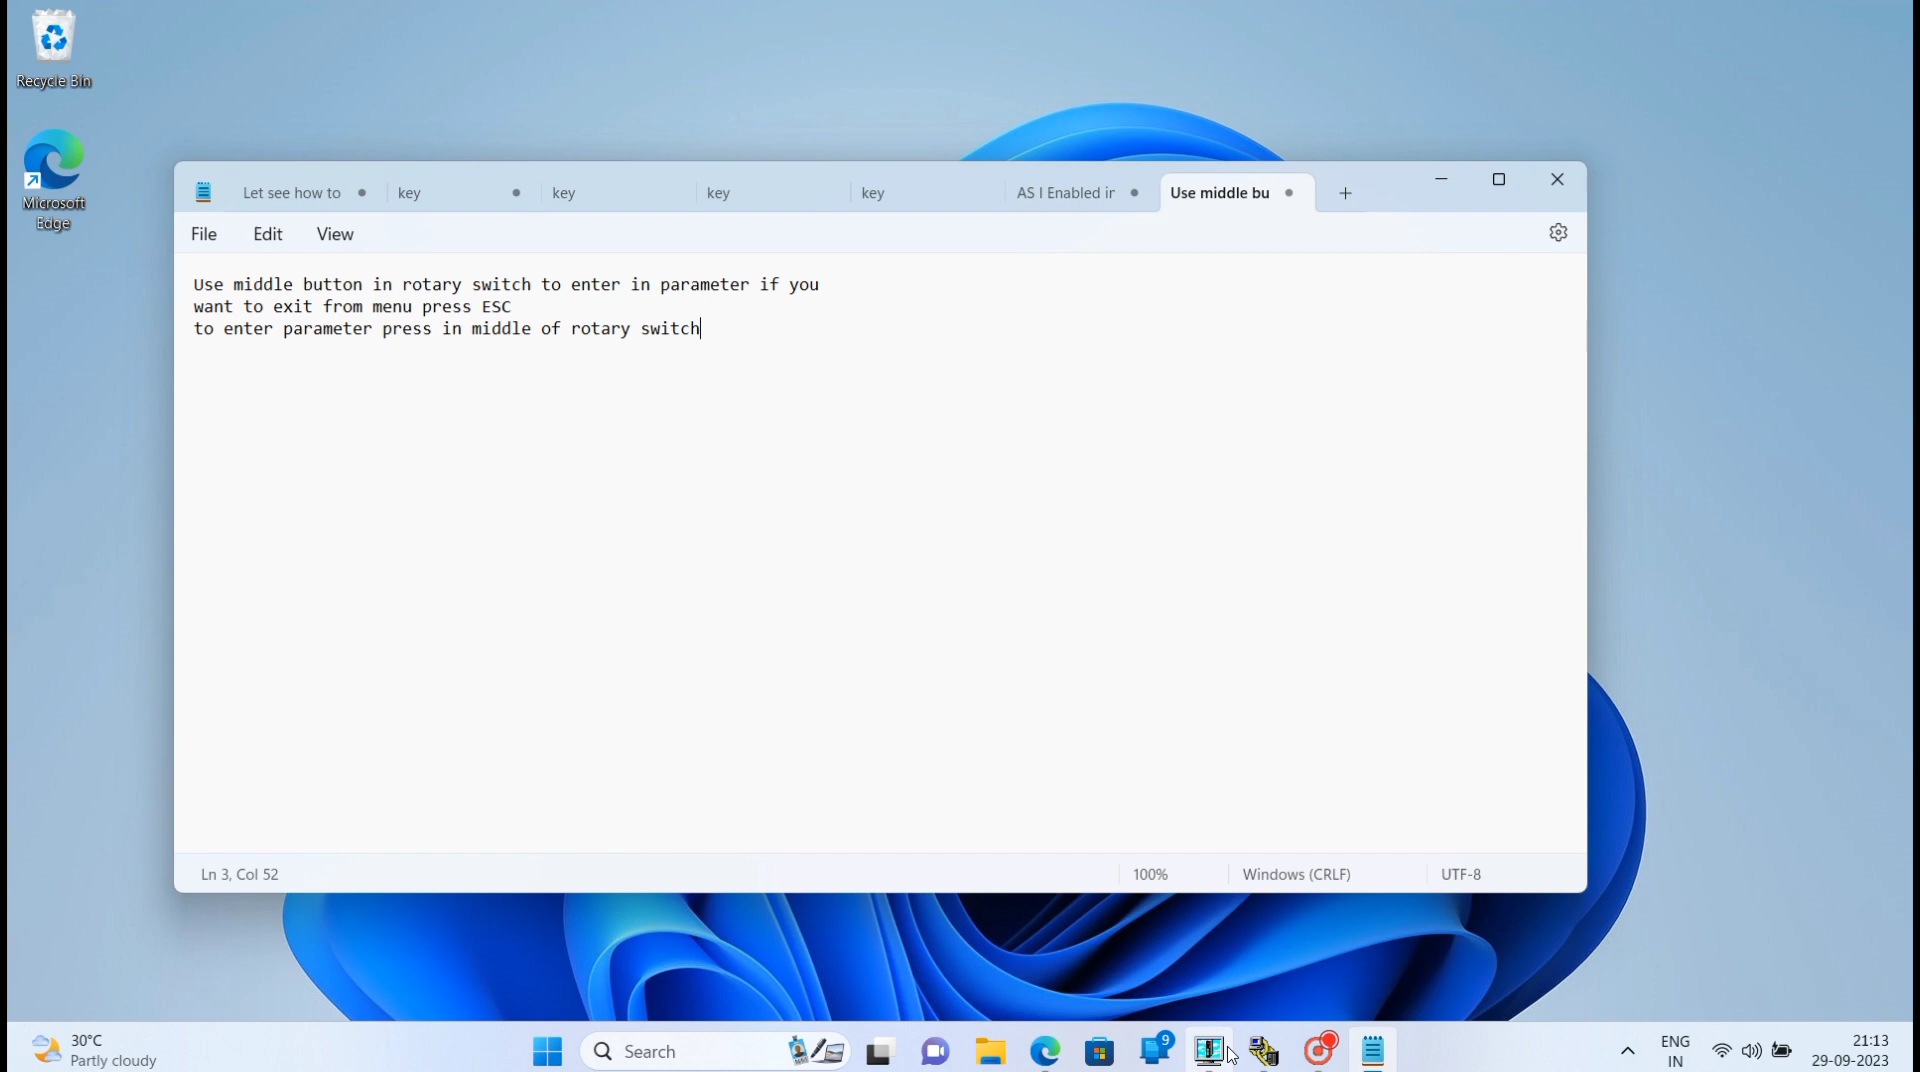 Recycle Bin
Microsoft
Edge
Let see how to
key
key
key
key
AS I Enabled ir
Use middle bu
File Edit View
Use middle button in rotary switch to enter in parameter if you
want to exit from menu press ESC
to enter parameter press in middle of rotary switch
Ln 3, Col 52
100%
Windows (CRLF)
UTF-8
30°C
Partly cloudy
Search
9
ENG
IN
21:13
29-09-2023